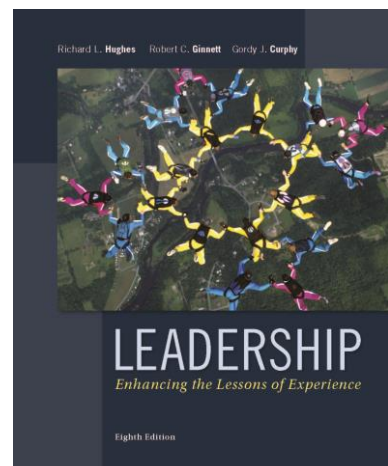 Richard L. Hughes Robert C. Ginnett Gordy J. Curphy
LEADERSHIP
Enhancing the Lessons of Experience
Eighth Edition